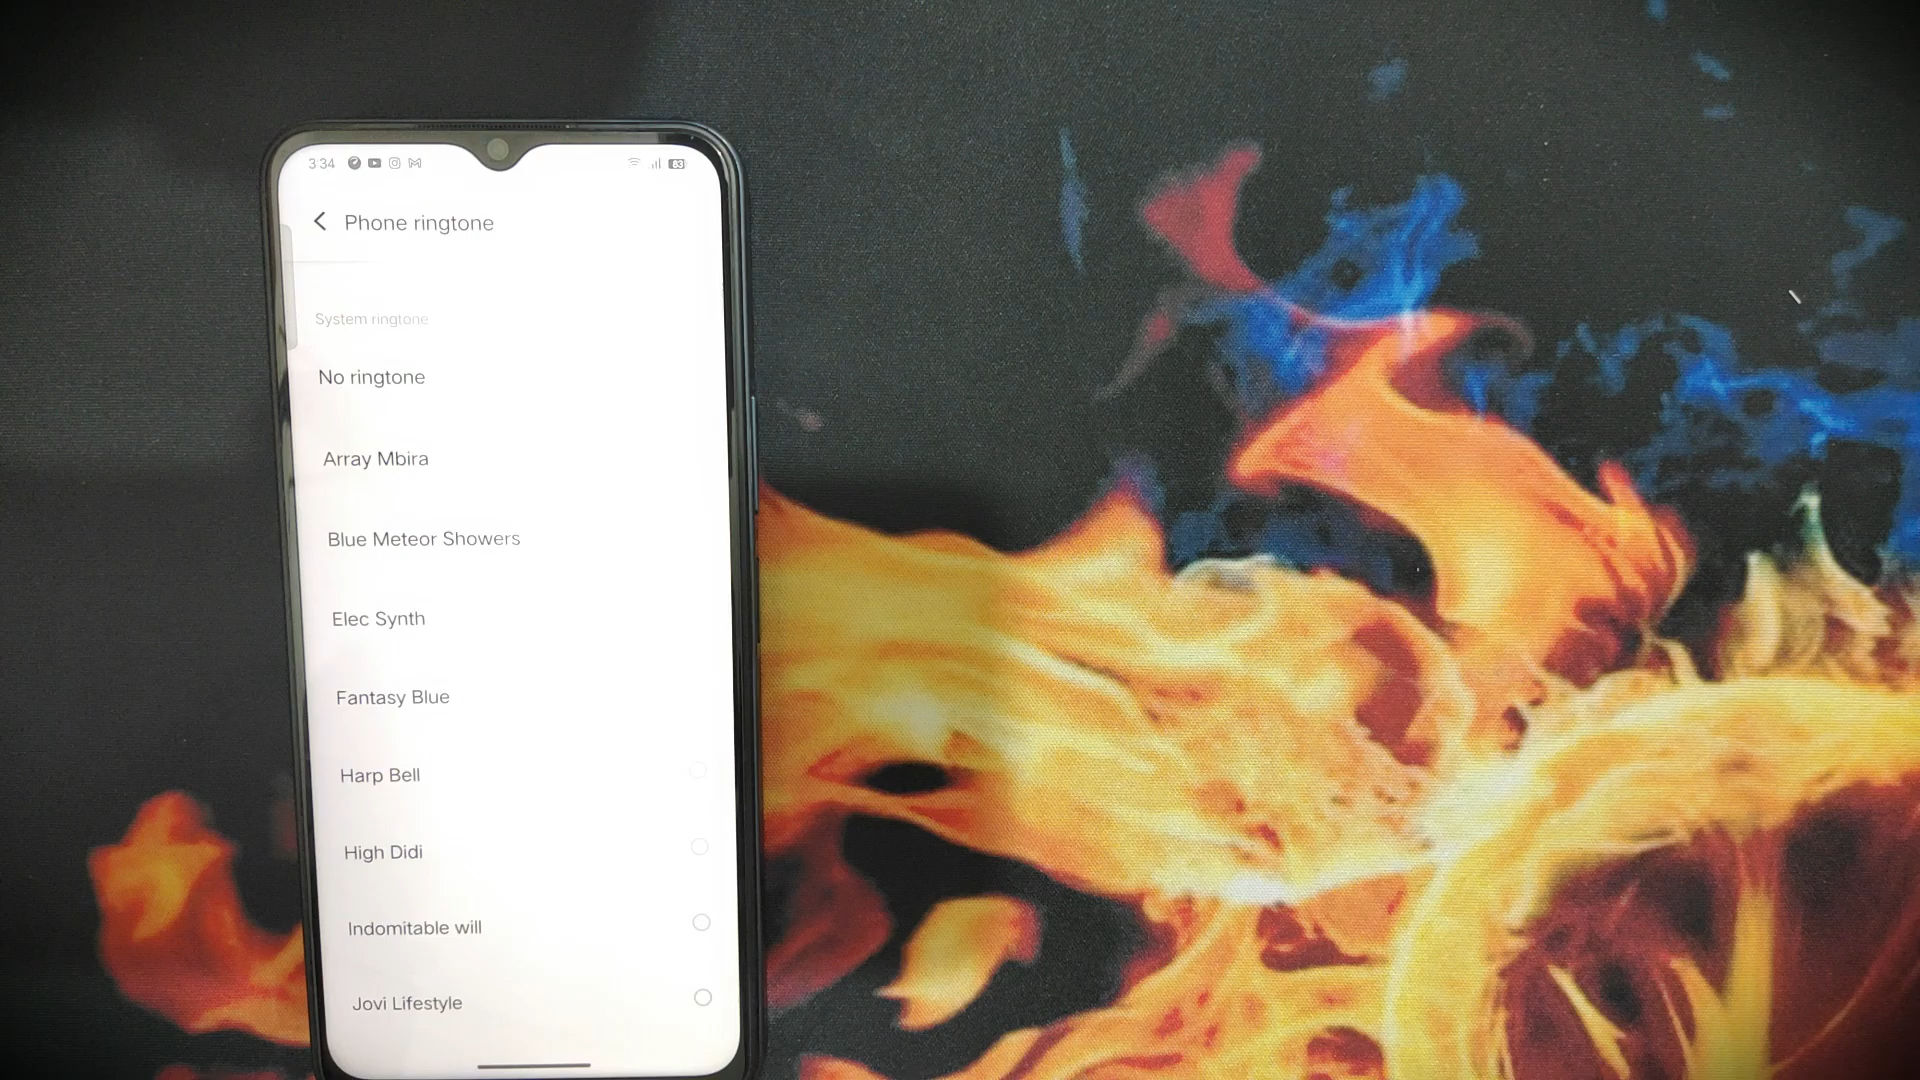 3:34
83
Phone ringtone
System ringtone
No ringtone
Array Mbira
Blue Meteor Showers
Elec Synth
Fantasy Blue
Harp Bell
High Didi
Indomitable will
Jovi Lifestyle